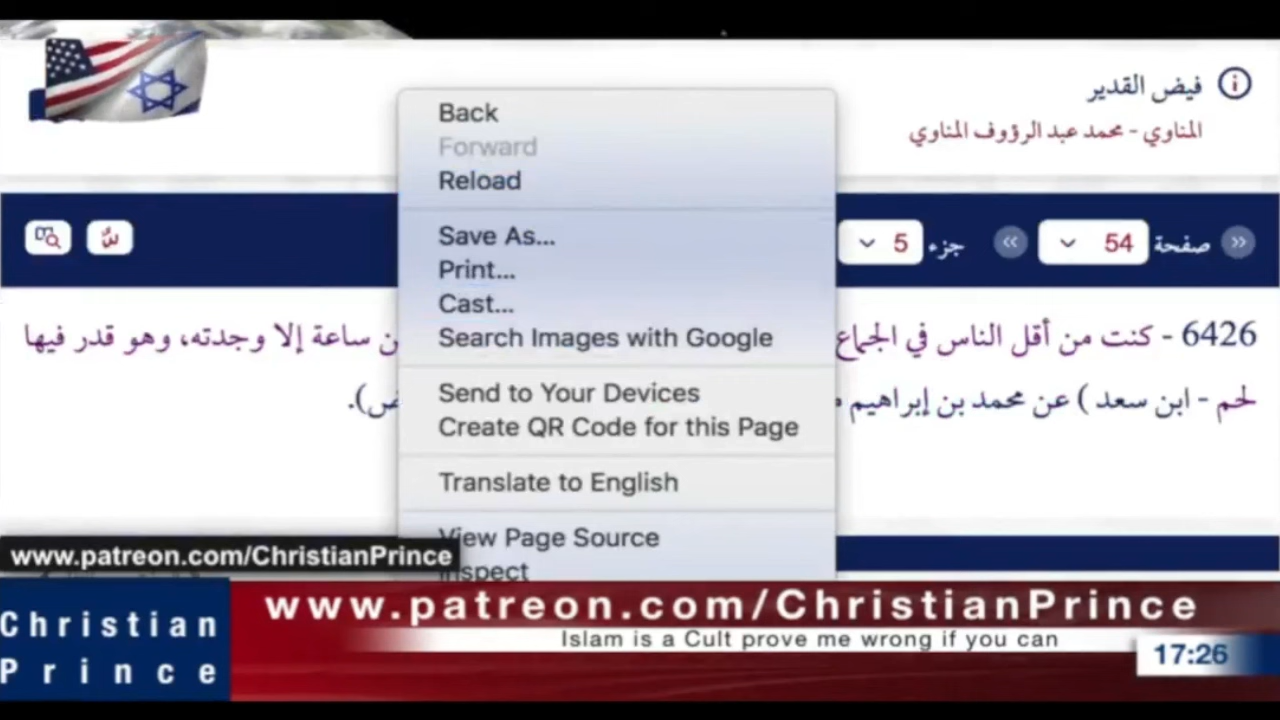 فيض القدير
المناوي - محمد عبد الرؤوف المناوي
صفحة 54 جزء 5
6426 - كنت من أقل الناس في الجماع
ساعة إلا وجدته، وهو قدر فيها
لحم - ابن سعد ) عن محمد بن إبراهيم
Back
Forward
Reload
Save As...
Print...
Cast...
Search Images with Google
Send to Your Devices
Create QR Code for this Page
Translate to English
View Page Source
Inspect
www.patreon.com/ChristianPrince
Christian
Prince
www.patreon.com/ChristianPrince
Islam is a Cult prove me wrong if you can
17:26